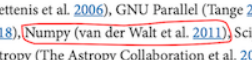 ettenis et al. 2006), GNU Parallel (Tange 2
18), Numpy (van der Walt et al. 2011), Sci
tropy (The Astropy Collaboration et al. 20